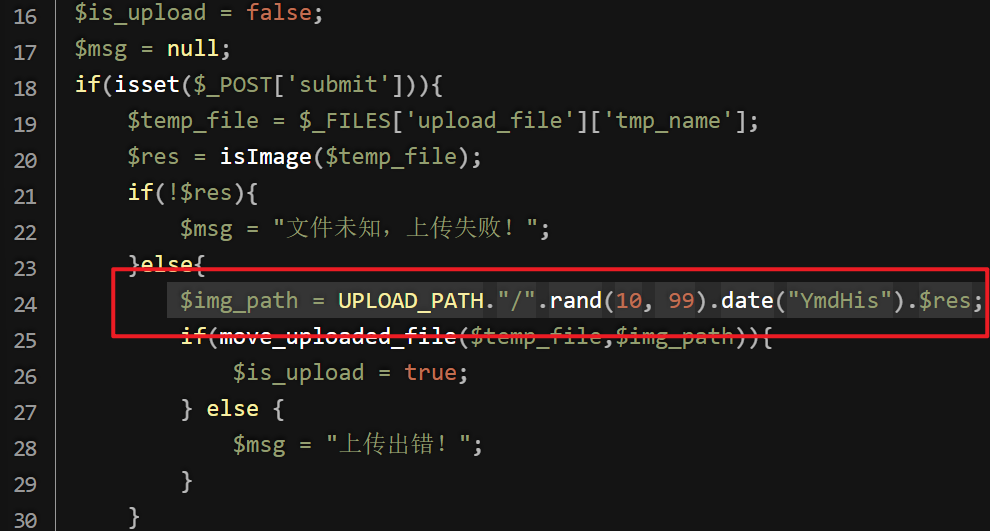 16 $is_upload = false;
17 $msg = null;
18 if(isset($_POST['submit'])){
19 $temp_file = $_FILES['upload_file']['tmp_name'];
20 $res = isImage($temp_file);
21 if(!$res){
22 $msg = "文件未知，上传失败！";
23 }else{
24 $img_path = UPLOAD_PATH."/".rand(10, 99).date("YmdHis").$res;
25 if(move_uploaded_file($temp_file,$img_path)){
26 $is_upload = true;
27 } else {
28 $msg = "上传出错！";
29 }
30 }